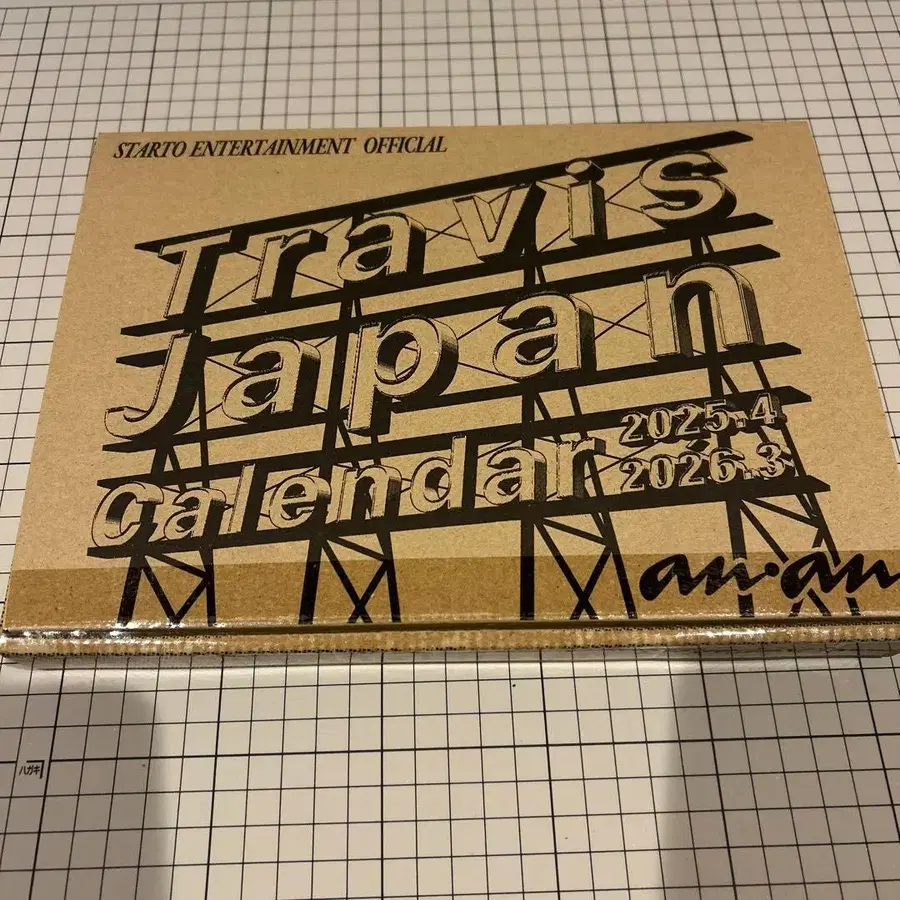 STARTO ENTERTAINMENT OFFICIAL
Travis
Japan
Calendar
2025.4
2026.3
an·an
ハガキ